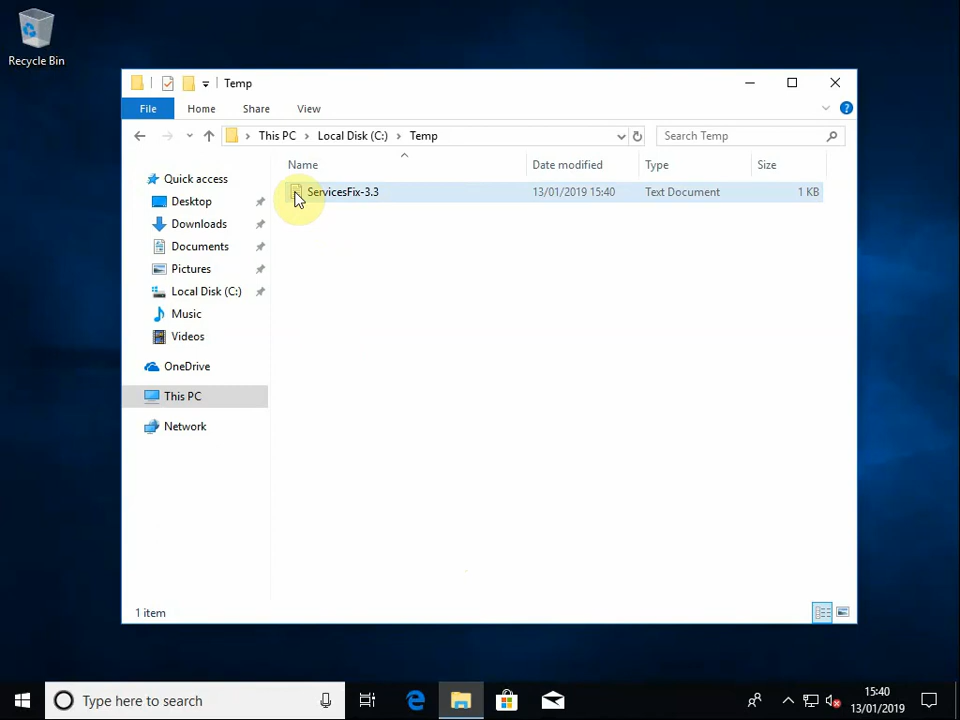 Recycle Bin
Temp
File Home Share View
This PC Local Disk (C:) Temp
Search Temp
Name Date modified Type Size
ServicesFix-3.3 13/01/2019 15:40 Text Document 1 KB
Quick access
Desktop
Downloads
Documents
Pictures
Local Disk (C:)
Music
Videos
OneDrive
This PC
Network
1 item
Type here to search
15:40
13/01/2019